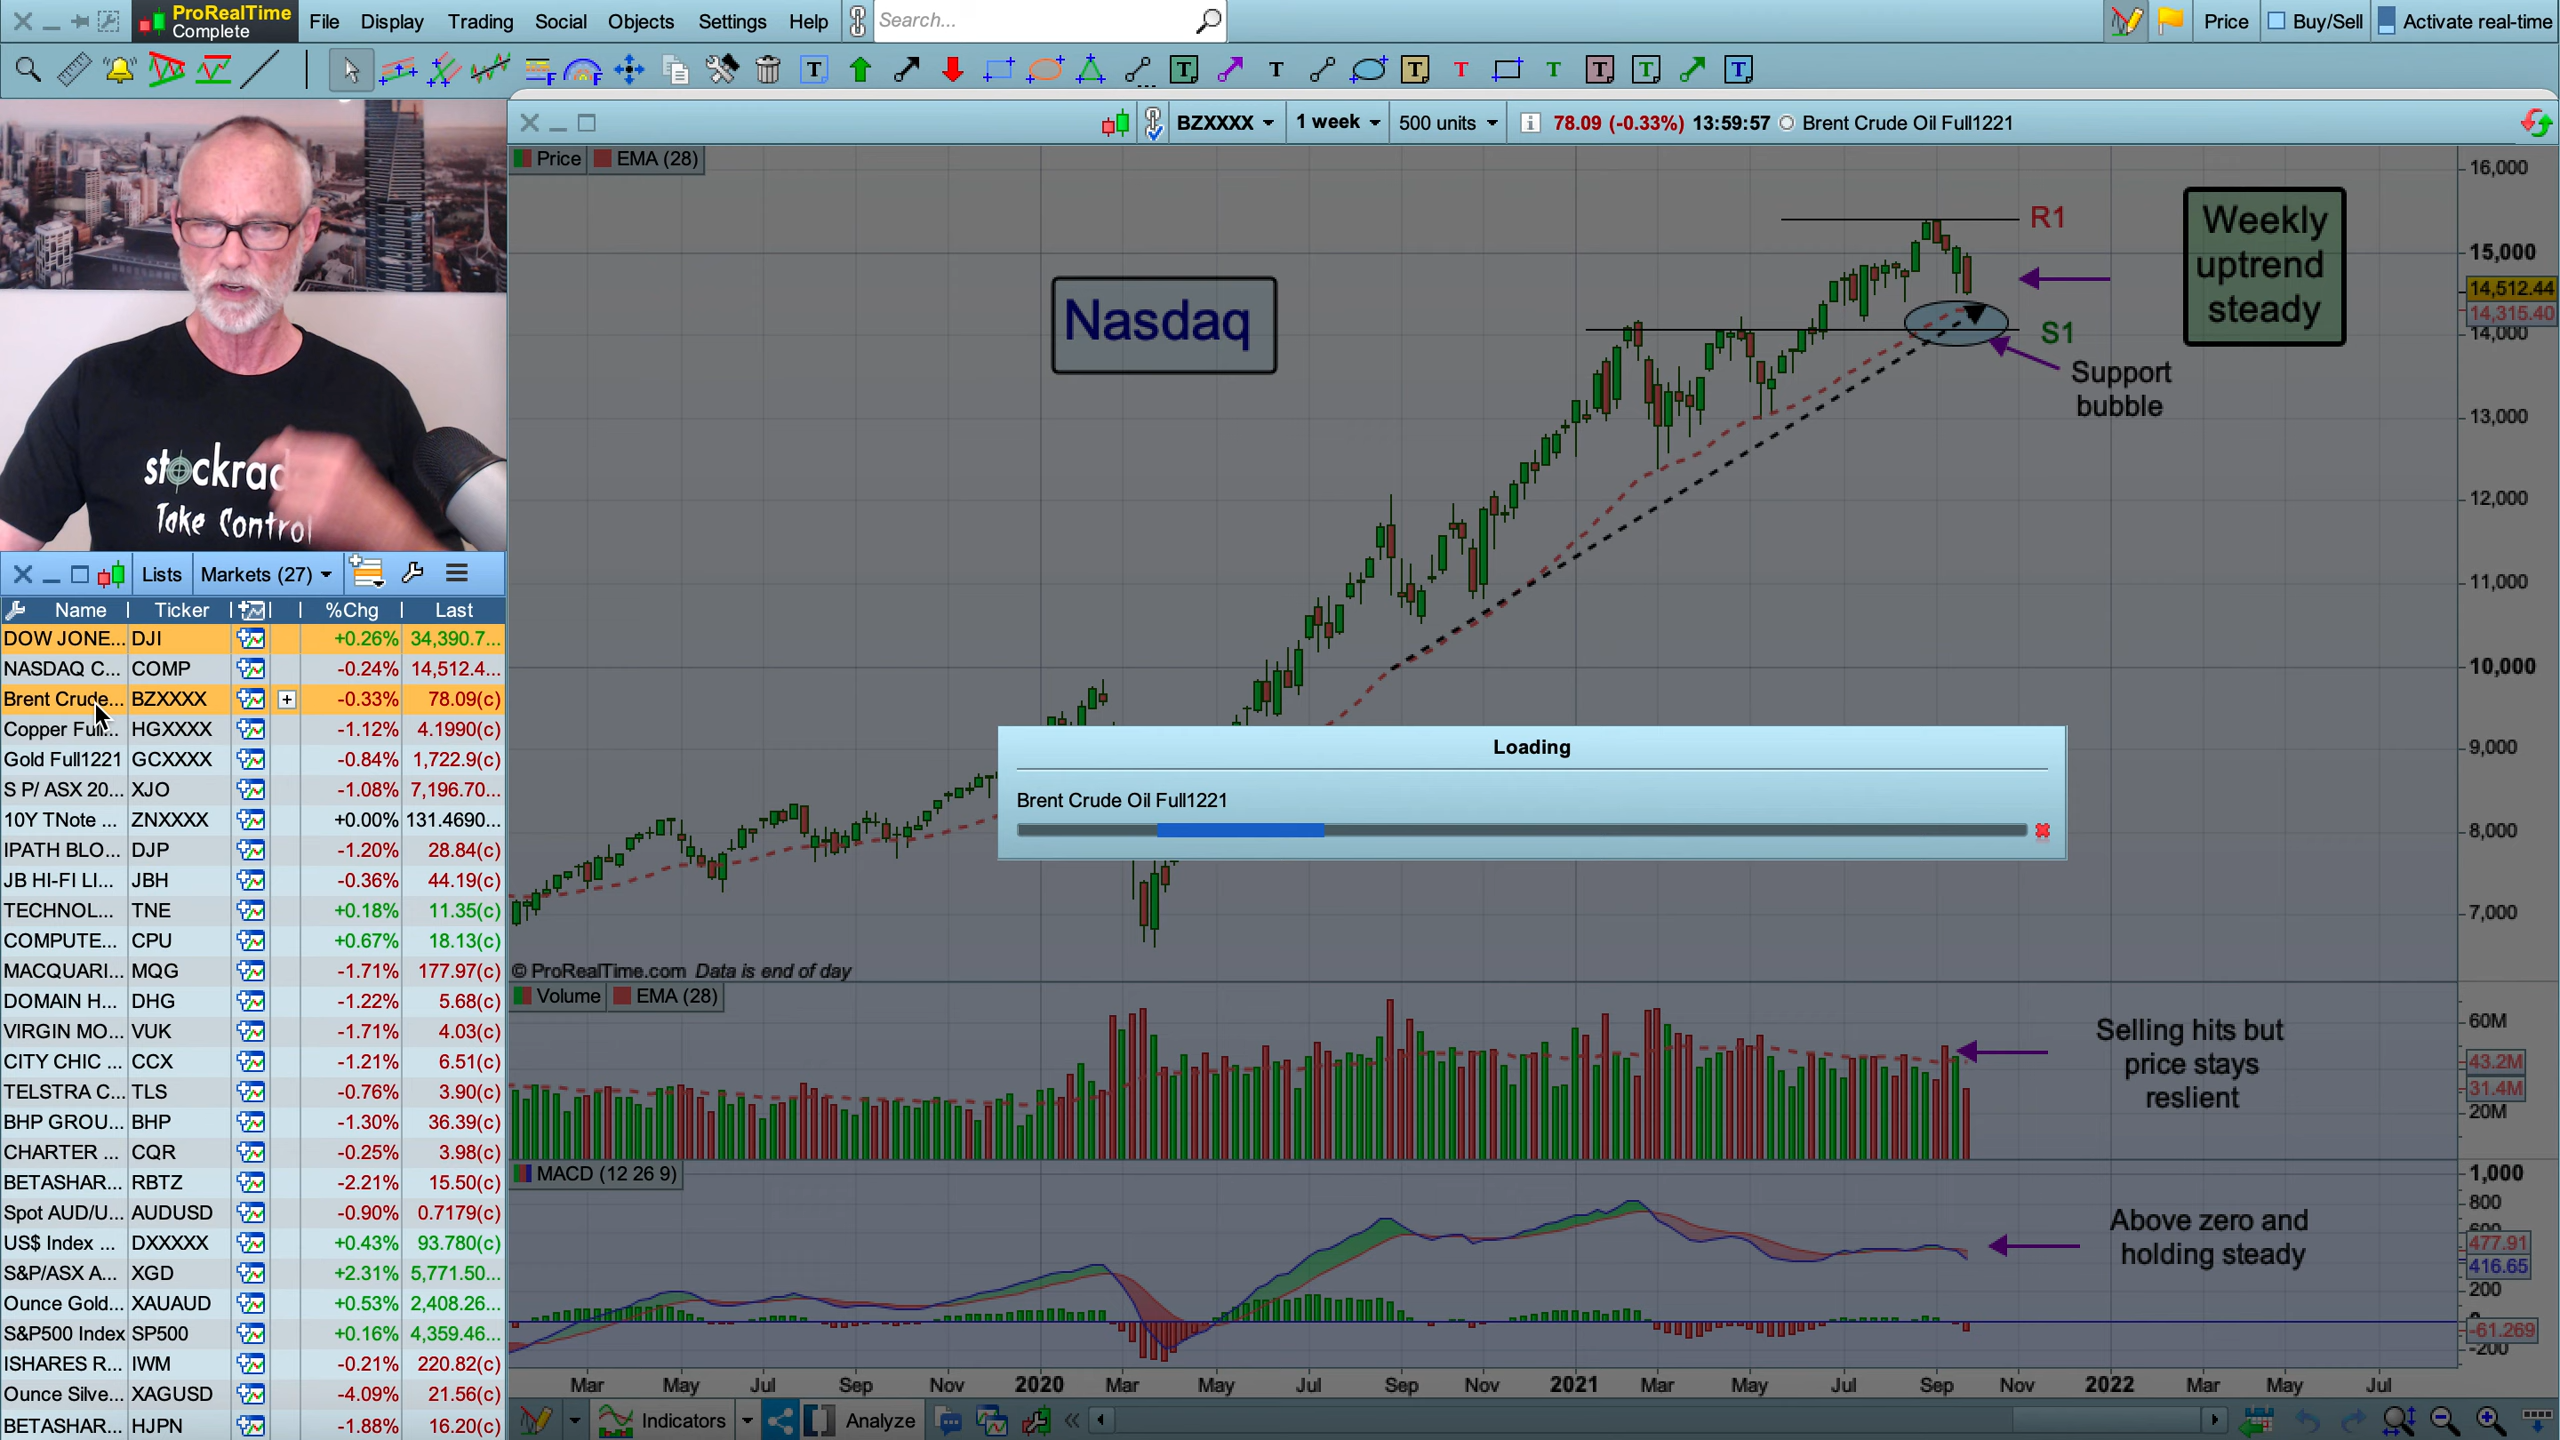 ProRealTime
Complete
File Display Trading Social Objects Settings Help
Search...
Price Buy/Sell Activate real-time
BZXXXX 1 week 500 units 78.09 (-0.33%) 13:59:57 Brent Crude Oil Full1221
Price EMA (28)
st ckrad
Take Control
Nasdaq
R1
S1
Support
bubble
Weekly
uptrend
steady
16,000
15,000
14,512.44
14,315.40
14,000
13,000
12,000
11,000
10,000
9,000
8,000
7,000
Loading
Brent Crude Oil Full1221
© ProRealTime.com Data is end of day
Volume EMA (28)
Selling hits but
price stays
reslient
60M
43.2M
31.4M
20M
MACD (12 26 9)
Above zero and
holding steady
1,000
800
600
477.91
416.65
200
-61.269
-200
Mar May Jul Sep Nov 2020 Mar May Jul Sep Nov 2021 Mar May Jul Sep Nov 2022 Mar May Jul
Indicators Analyze
Lists Markets (27)
Name Ticker %Chg Last
DOW JONE... DJI +0.26% 34,390.7...
NASDAQ C... COMP -0.24% 14,512.4...
Brent Crude... BZXXXX + -0.33% 78.09(c)
Copper Full... HGXXXX -1.12% 4.1990(c)
Gold Full1221 GCXXXX -0.84% 1,722.9(c)
S P/ ASX 20... XJO -1.08% 7,196.70...
10Y TNote ... ZNXXXX +0.00% 131.4690...
IPATH BLO... DJP -1.20% 28.84(c)
JB HI-FI LI... JBH -0.36% 44.19(c)
TECHNOL... TNE +0.18% 11.35(c)
COMPUTE... CPU +0.67% 18.13(c)
MACQUARI... MQG -1.71% 177.97(c)
DOMAIN H... DHG -1.22% 5.68(c)
VIRGIN MO... VUK -1.71% 4.03(c)
CITY CHIC ... CCX -1.21% 6.51(c)
TELSTRA C... TLS -0.76% 3.90(c)
BHP GROU... BHP -1.30% 36.39(c)
CHARTER ... CQR -0.25% 3.98(c)
BETASHAR... RBTZ -2.21% 15.50(c)
Spot AUD/U... AUDUSD -0.90% 0.7179(c)
US$ Index ... DXXXXX +0.43% 93.780(c)
S&P/ASX A... XGD +2.31% 5,771.50...
Ounce Gold... XAUAUD +0.53% 2,408.26...
S&P500 Index SP500 +0.16% 4,359.46...
ISHARES R... IWM -0.21% 220.82(c)
Ounce Silve... XAGUSD -4.09% 21.56(c)
BETASHAR... HJPN -1.88% 16.20(c)